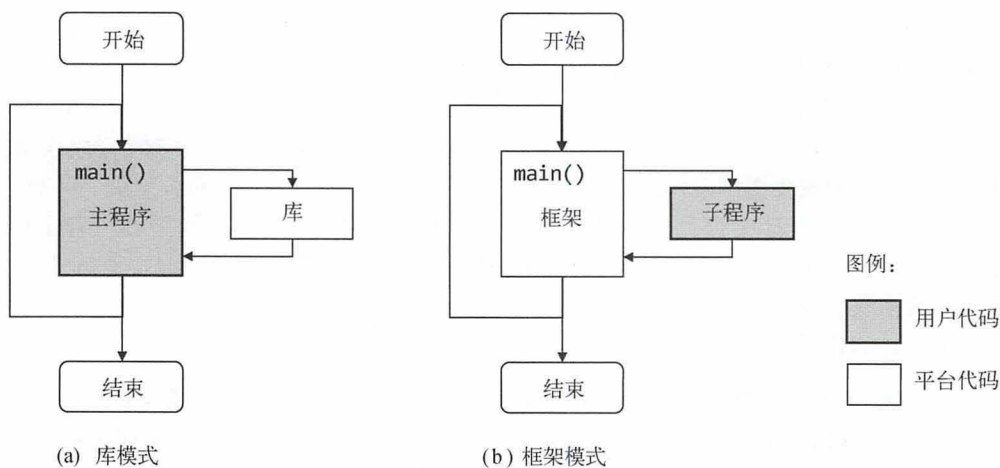 开始
main()
主程序
库
结束
(a) 库模式
开始
main()
框架
子程序
结束
(b) 框架模式
图例：
用户代码
平台代码